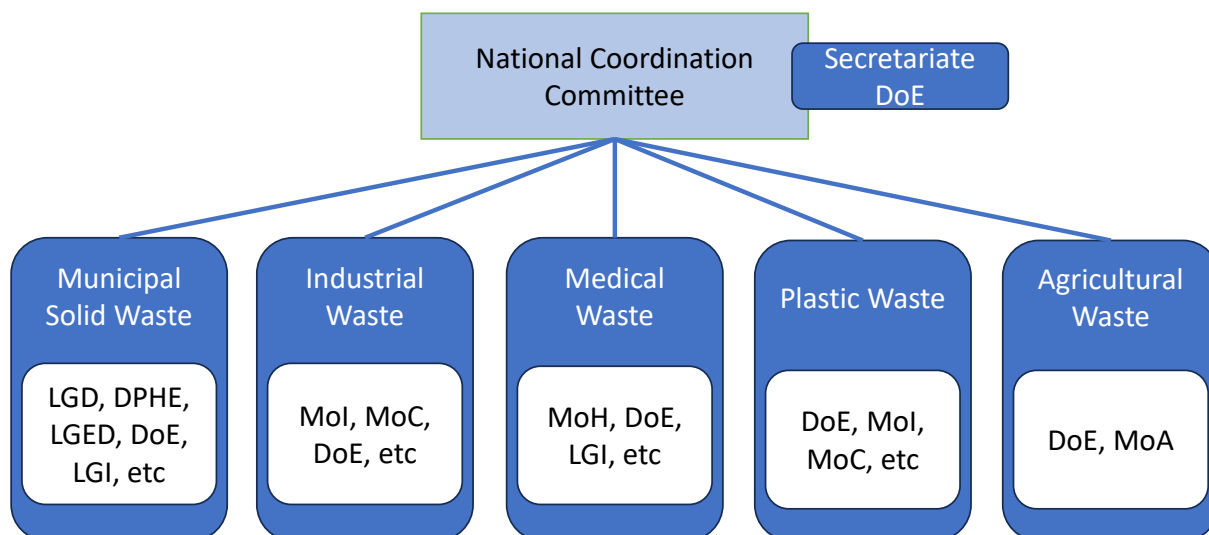 National Coordination
Committee
Secretariate
DoE
Municipal
Solid Waste
LGD, DPHE,
LGED, DoE,
LGI, etc
Industrial
Waste
MoI, MoC,
DoE, etc
Medical
Waste
MoH, DoE,
LGI, etc
Plastic Waste
DoE, MoI,
MoC, etc
Agricultural
Waste
DoE, MoA